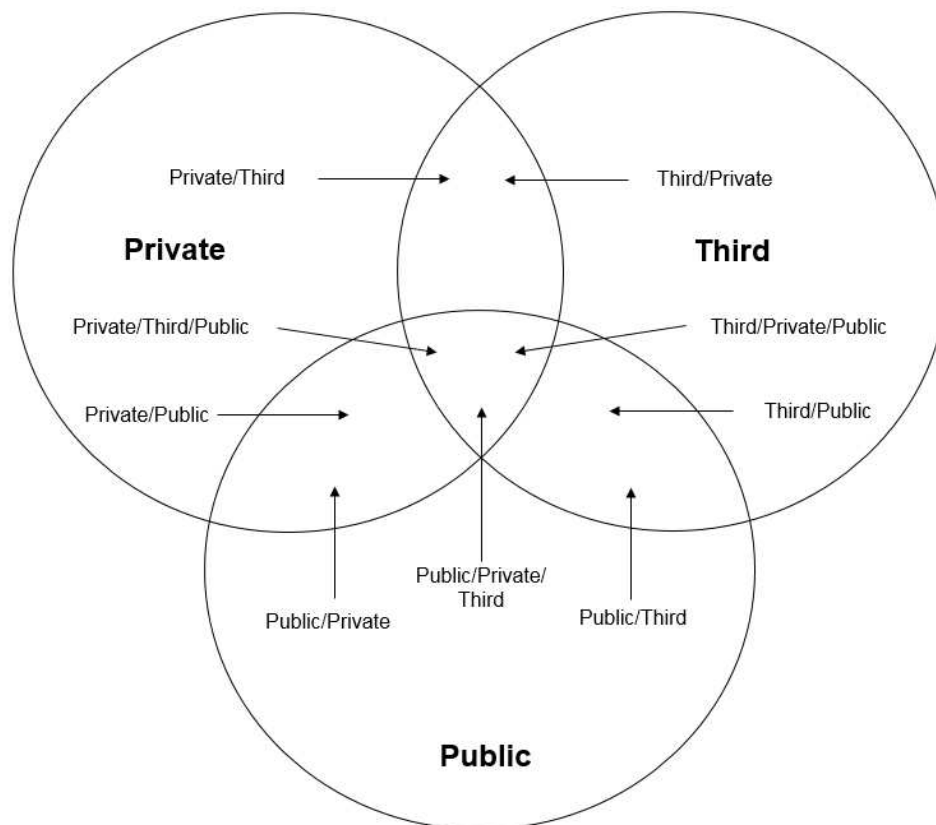 Private/Third
Third/Private
Private
Third
Private/Third/Public
Third/Private/Public
Private/Public
Third/Public
Public/Private/
Third
Public/Private
Public/Third
Public